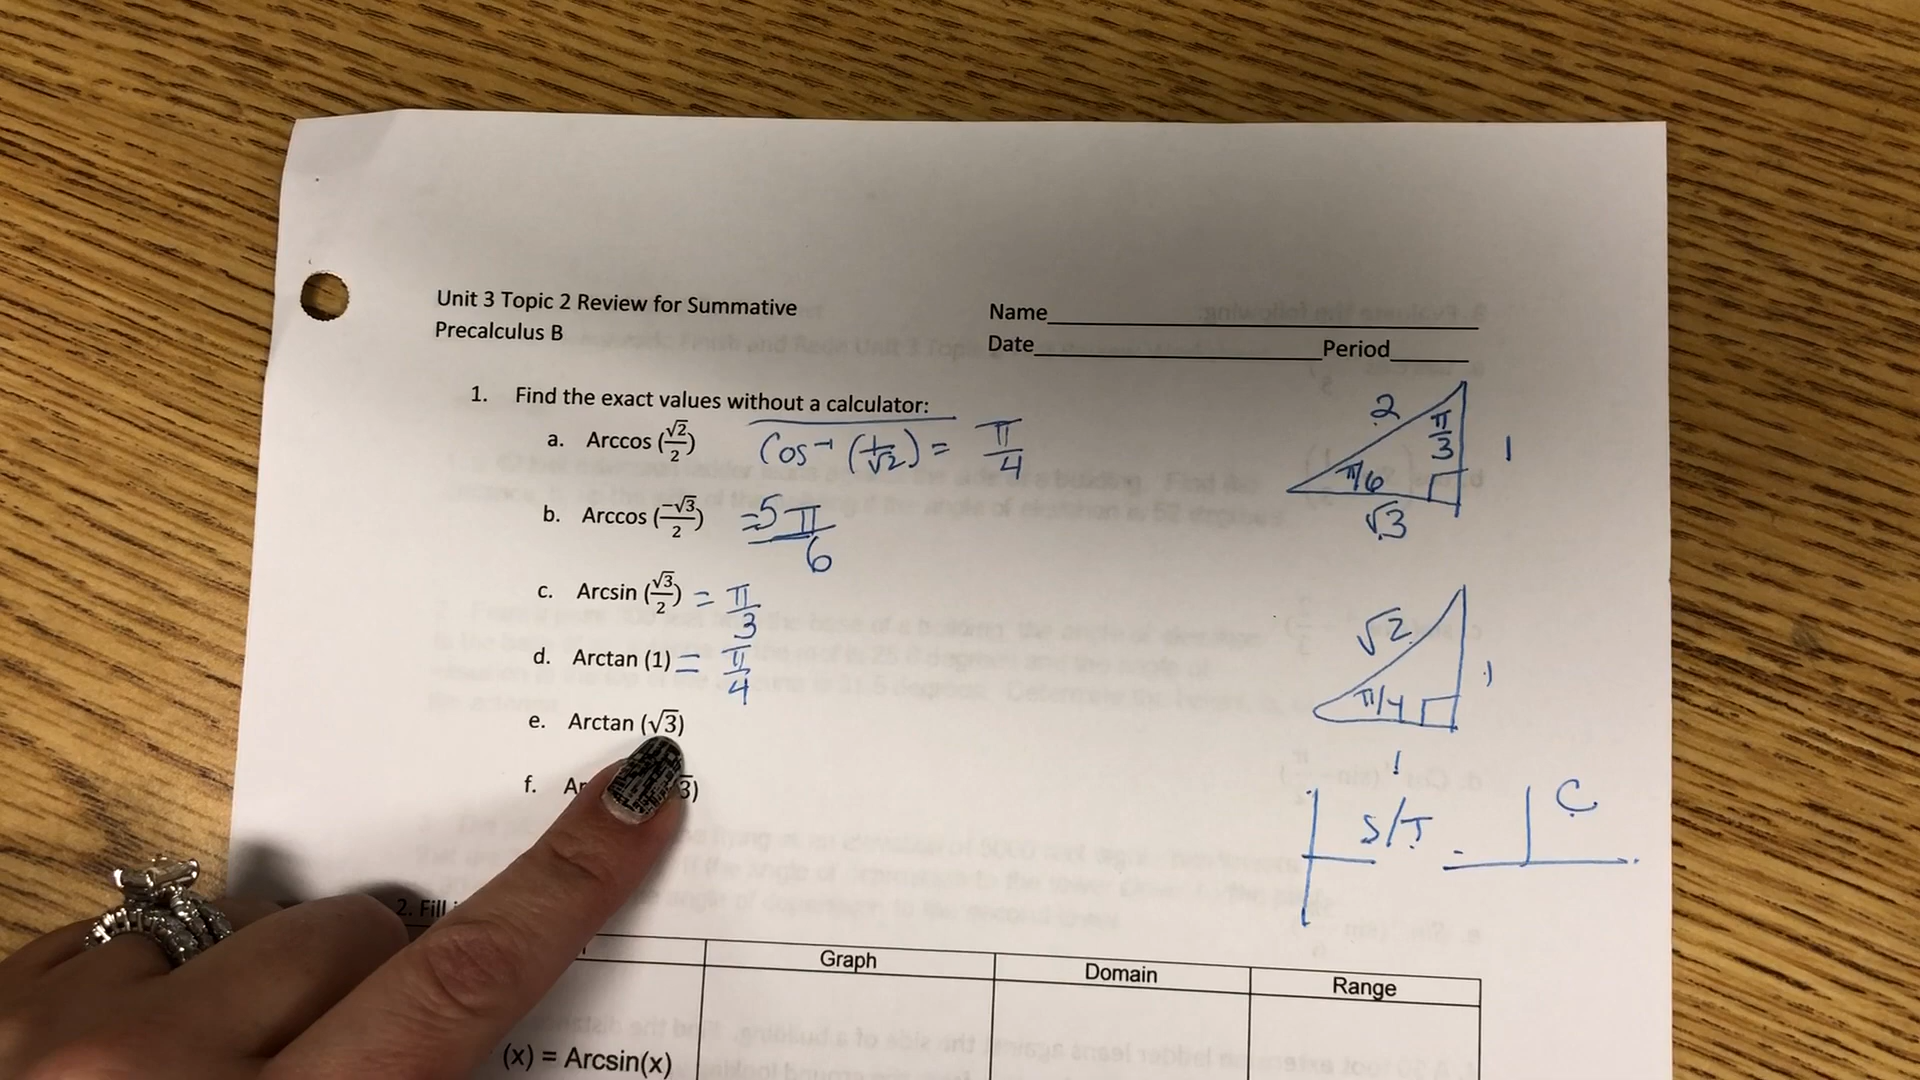 Unit 3 Topic 2 Review for Summative
Precalculus B
Name
Date Period
1. Find the exact values without a calculator:
a. Arccos (√2/2) Cos⁻¹ (1/√2) = π/4
b. Arccos (-√3/2) = 5π/6
c. Arcsin (√3/2) = π/3
d. Arctan (1) = π/4
e. Arctan (√3)
f. Ar 3)
2 π/3 1
π/6
√3
√2 1
π/4
1
S/T C
2. Fill
Graph Domain Range
(x) = Arcsin(x)